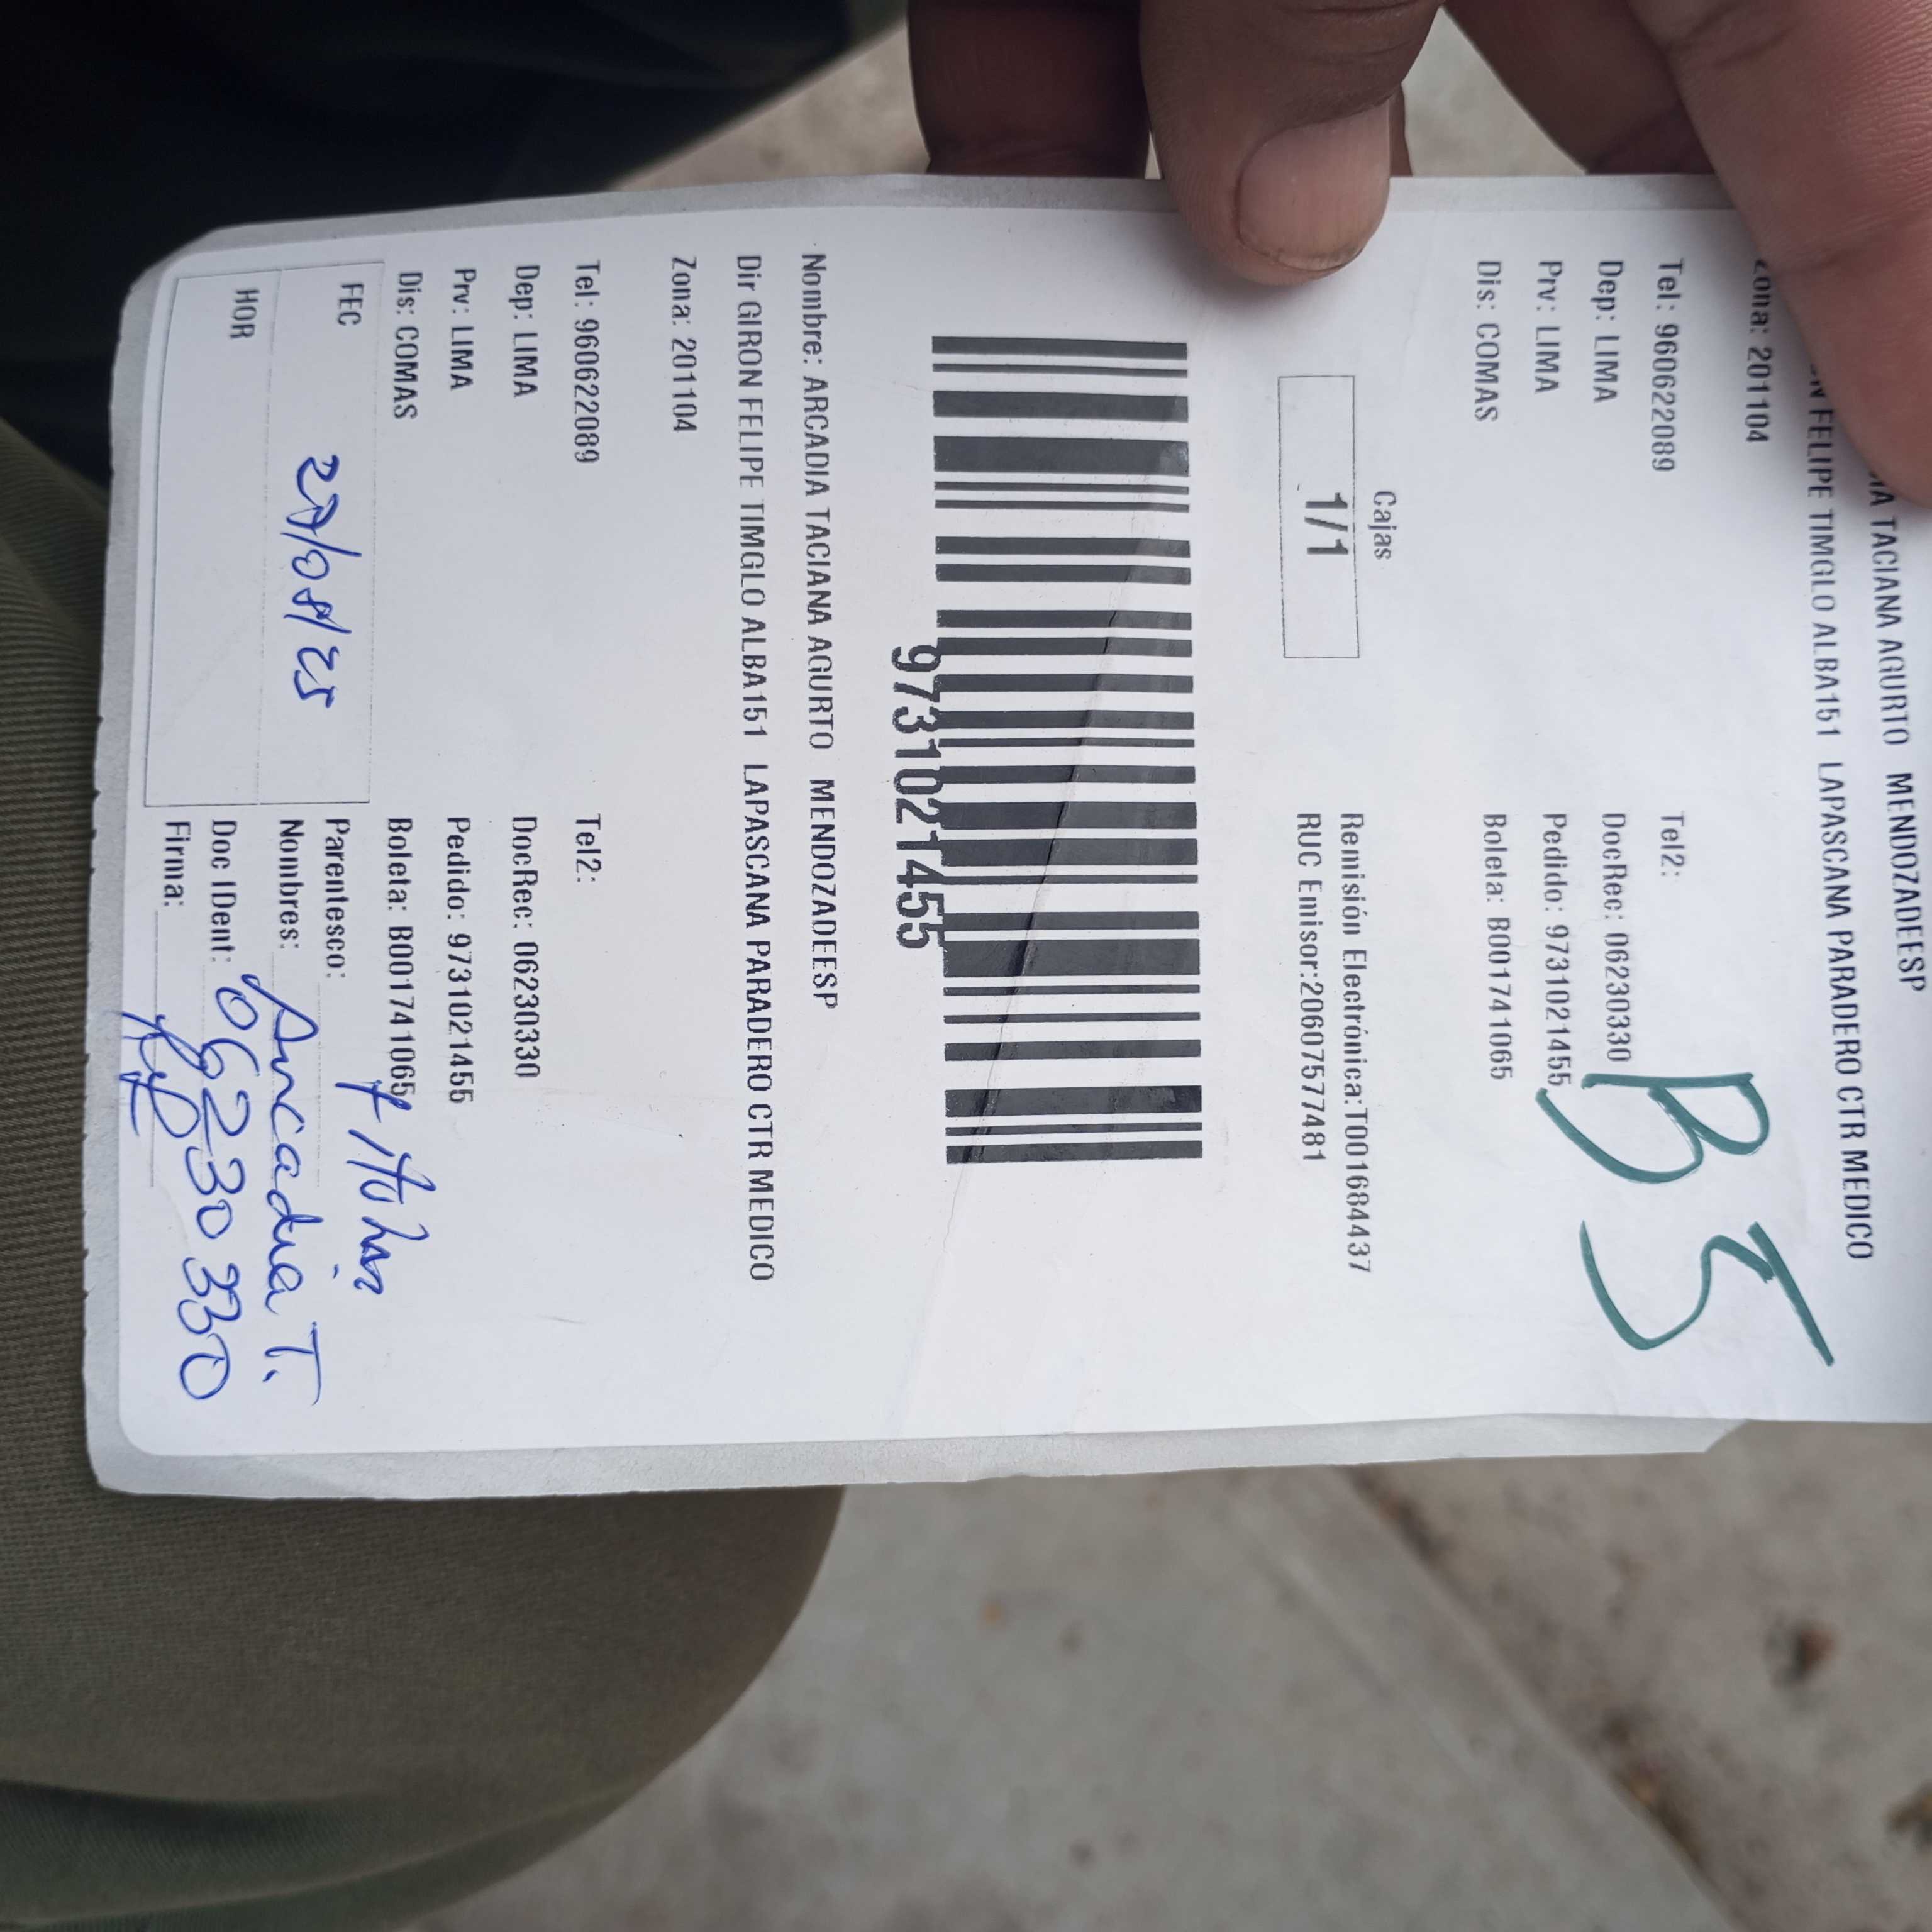 IA TACIANA AGURTO MENDOZADEESP
N FELIPE TIMGLO ALBA151 LAPASCANA PARADERO CTR MEDICO
Zona: 201104
Tel: 960622089 Tel2:
Dep: LIMA DocRec: 06230330
Prv: LIMA Pedido: 9731021455
Dis: COMAS Boleta: B001741065
B5
Cajas
1/1
Remisión Electrónica:T001684437
RUC Emisor:20607577481
9731021455
Nombre: ARCADIA TACIANA AGURTO MENDOZADEESP
Dir GIRON FELIPE TIMGLO ALBA151 LAPASCANA PARADERO CTR MEDICO
Zona: 201104
Tel: 960622089 Tel2:
Dep: LIMA DocRec: 06230330
Prv: LIMA Pedido: 9731021455
Dis: COMAS Boleta: B001741065
FEC 27/08/25 Parentesco:
Nombres: Arcadia T.
HOR Doc IDent: 06230330
Firma: